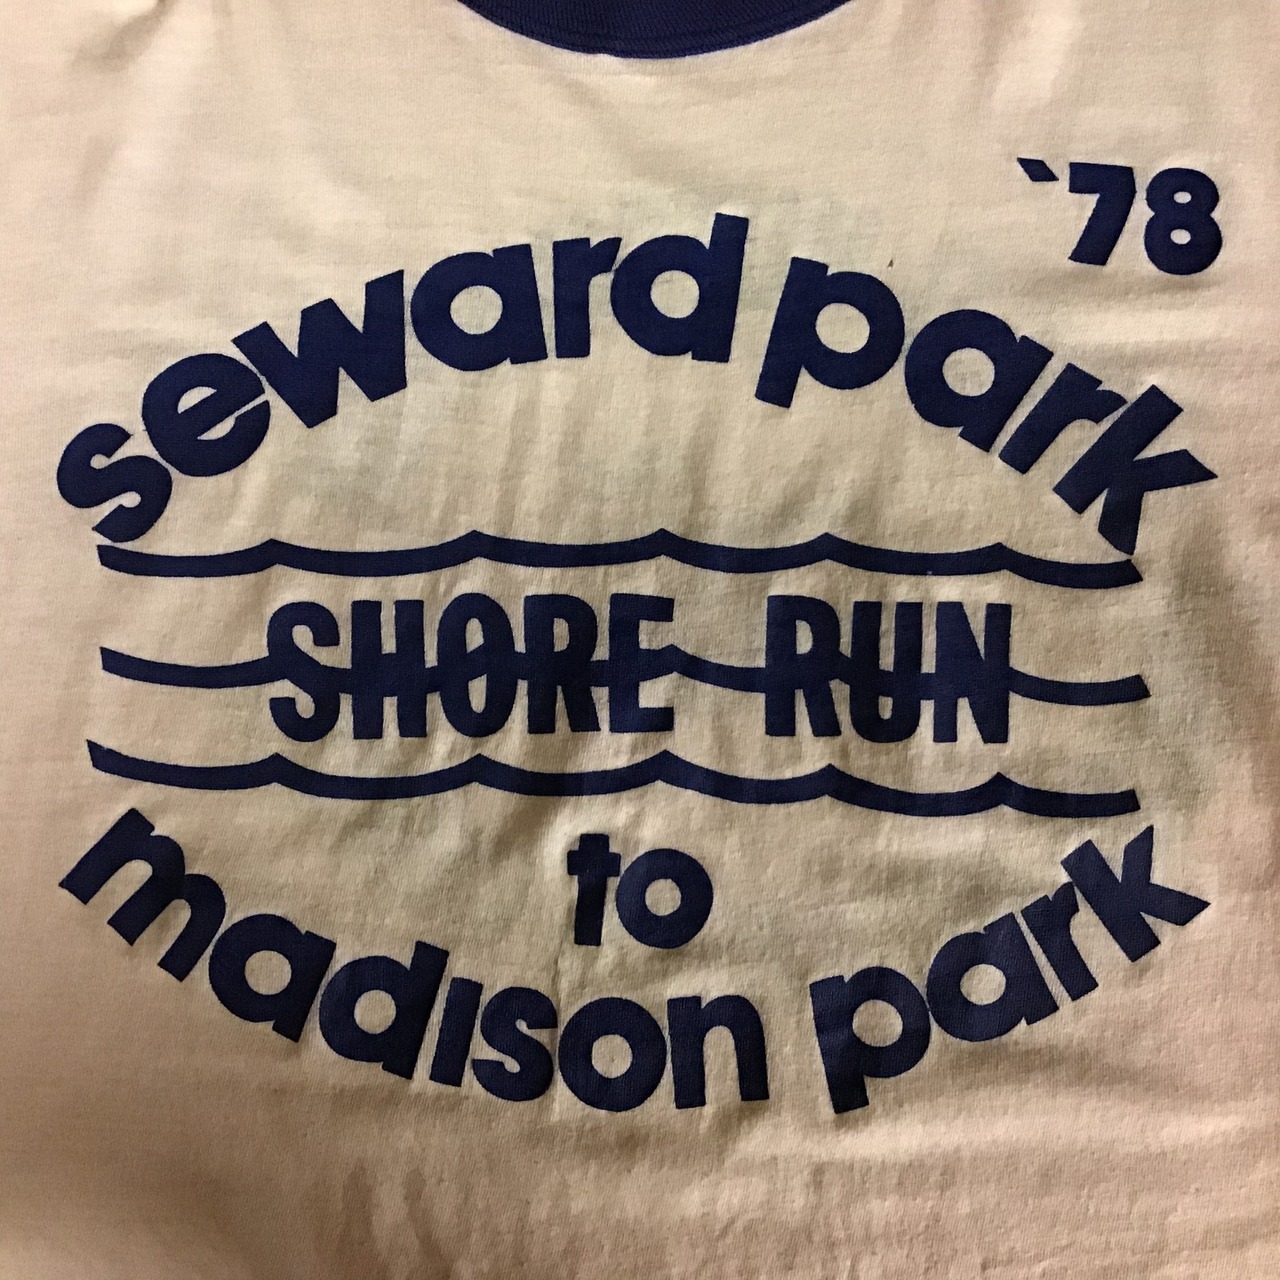 `78
seward park
SHORE RUN
to
madison park